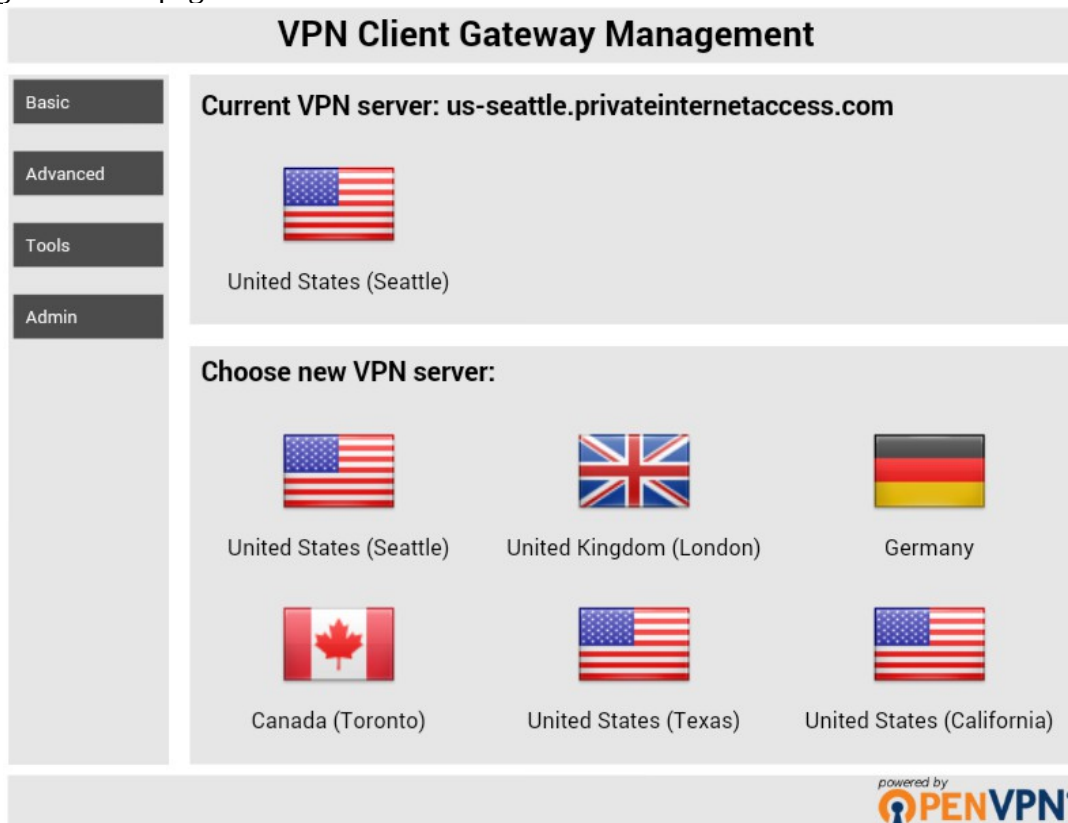 VPN Client Gateway Management
Basic
Advanced
Tools
Admin
Current VPN server: us-seattle.privateinternetaccess.com
United States (Seattle)
Choose new VPN server:
United States (Seattle) United Kingdom (London) Germany
Canada (Toronto) United States (Texas) United States (California)
powered by
OPENVPN